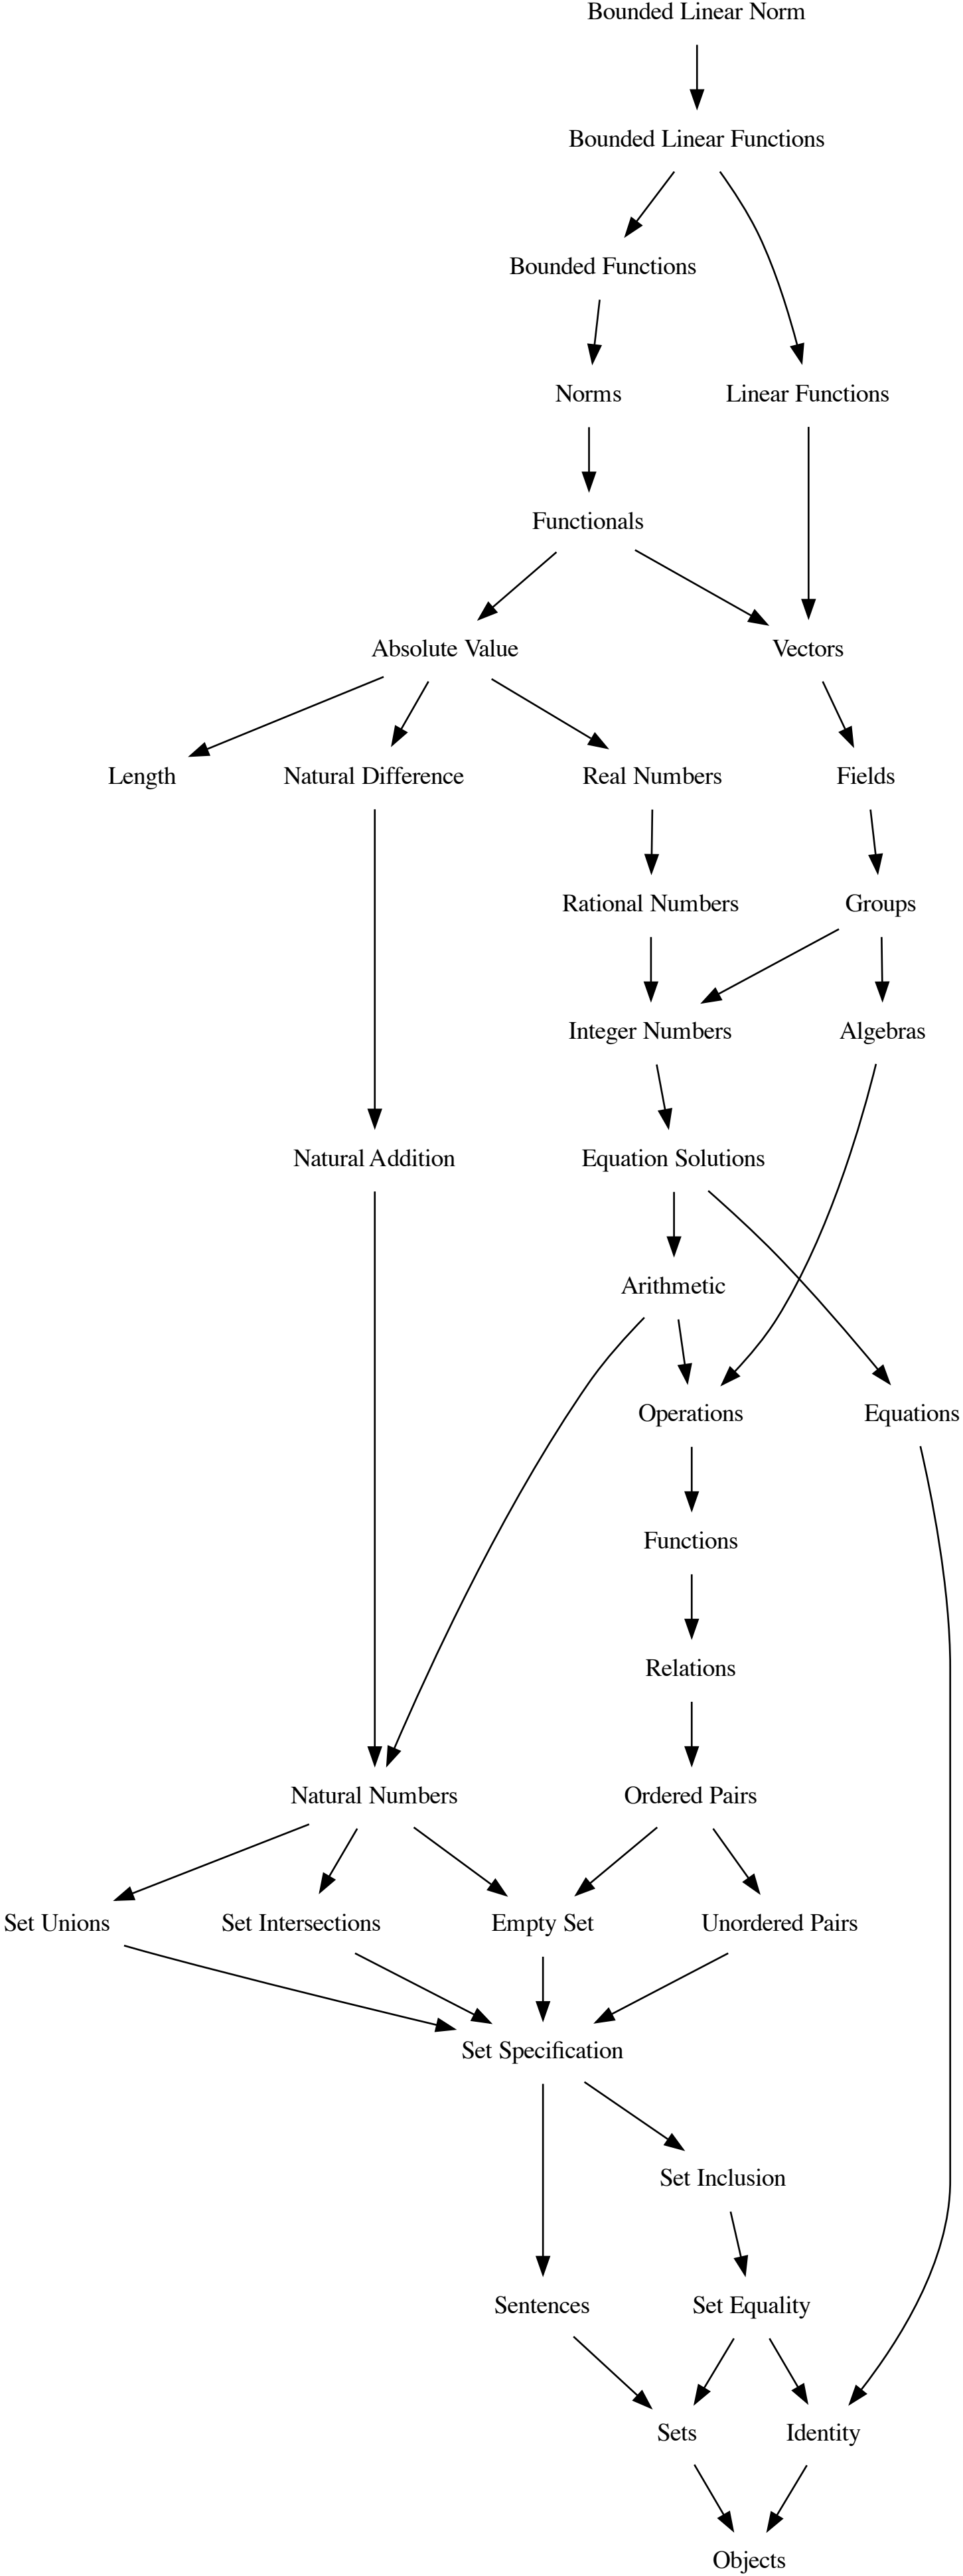 Bounded Linear Norm
Bounded Linear Functions
Bounded Functions
Norms
Linear Functions
Functionals
Absolute Value
Vectors
Length
Natural Difference
Real Numbers
Fields
Rational Numbers
Groups
Integer Numbers
Algebras
Natural Addition
Equation Solutions
Arithmetic
Operations
Equations
Functions
Relations
Natural Numbers
Ordered Pairs
Set Unions
Set Intersections
Empty Set
Unordered Pairs
Set Specification
Set Inclusion
Sentences
Set Equality
Sets
Identity
Objects